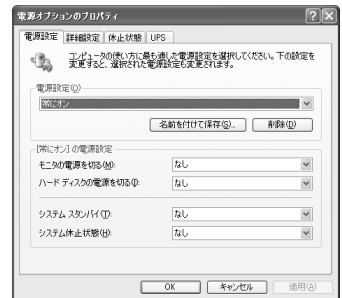 電源オプションのプロパティ
電源設定 詳細設定 休止状態 UPS
コンピュータの使い方に最も適した電源設定を選択してください。下の設定を
変更すると、選択された電源設定も変更されます。
電源設定(O)
常にオン
名前を付けて保存(S)... 削除(D)
[常にオン] の電源設定
モニタの電源を切る(M): なし
ハード ディスクの電源を切る(I): なし
システム スタンバイ(T): なし
システム休止状態(H): なし
OK キャンセル 適用(A)